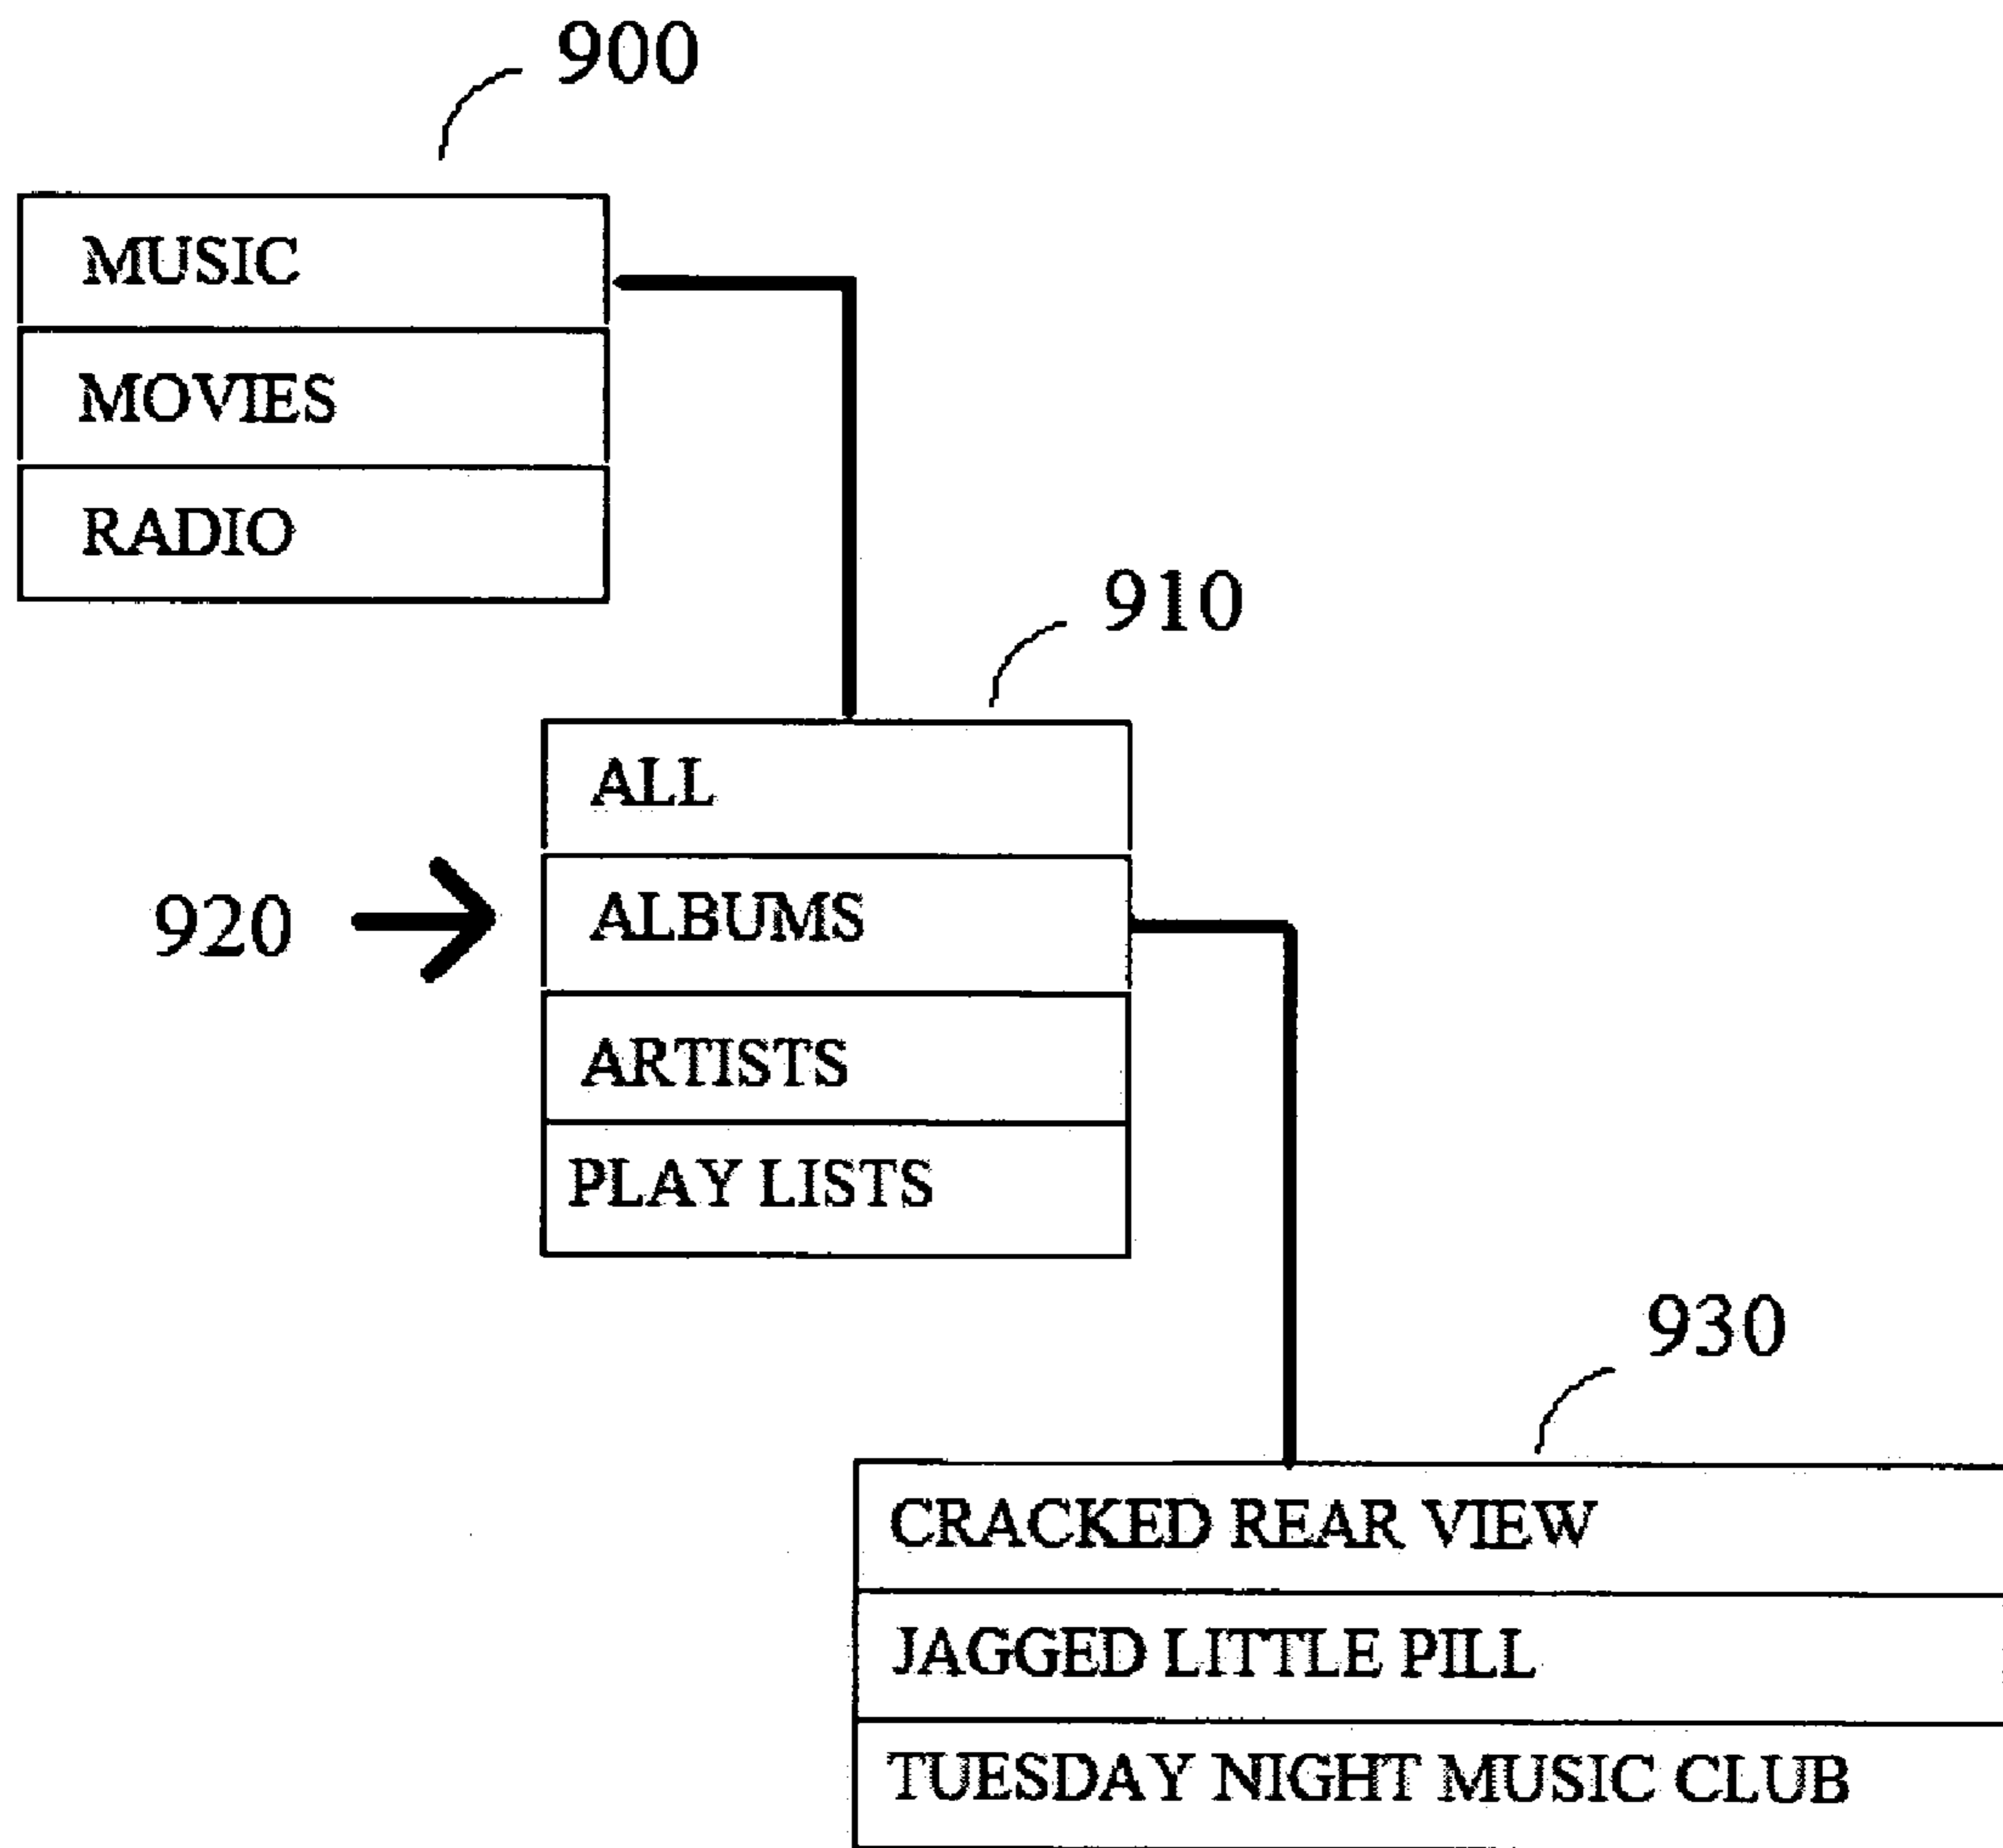 900
MUSIC
MOVIES
RADIO
910
ALL
920
ALBUMS
ARTISTS
PLAY LISTS
930
CRACKED REAR VIEW
JAGGED LITTLE PILL
TUESDAY NIGHT MUSIC CLUB